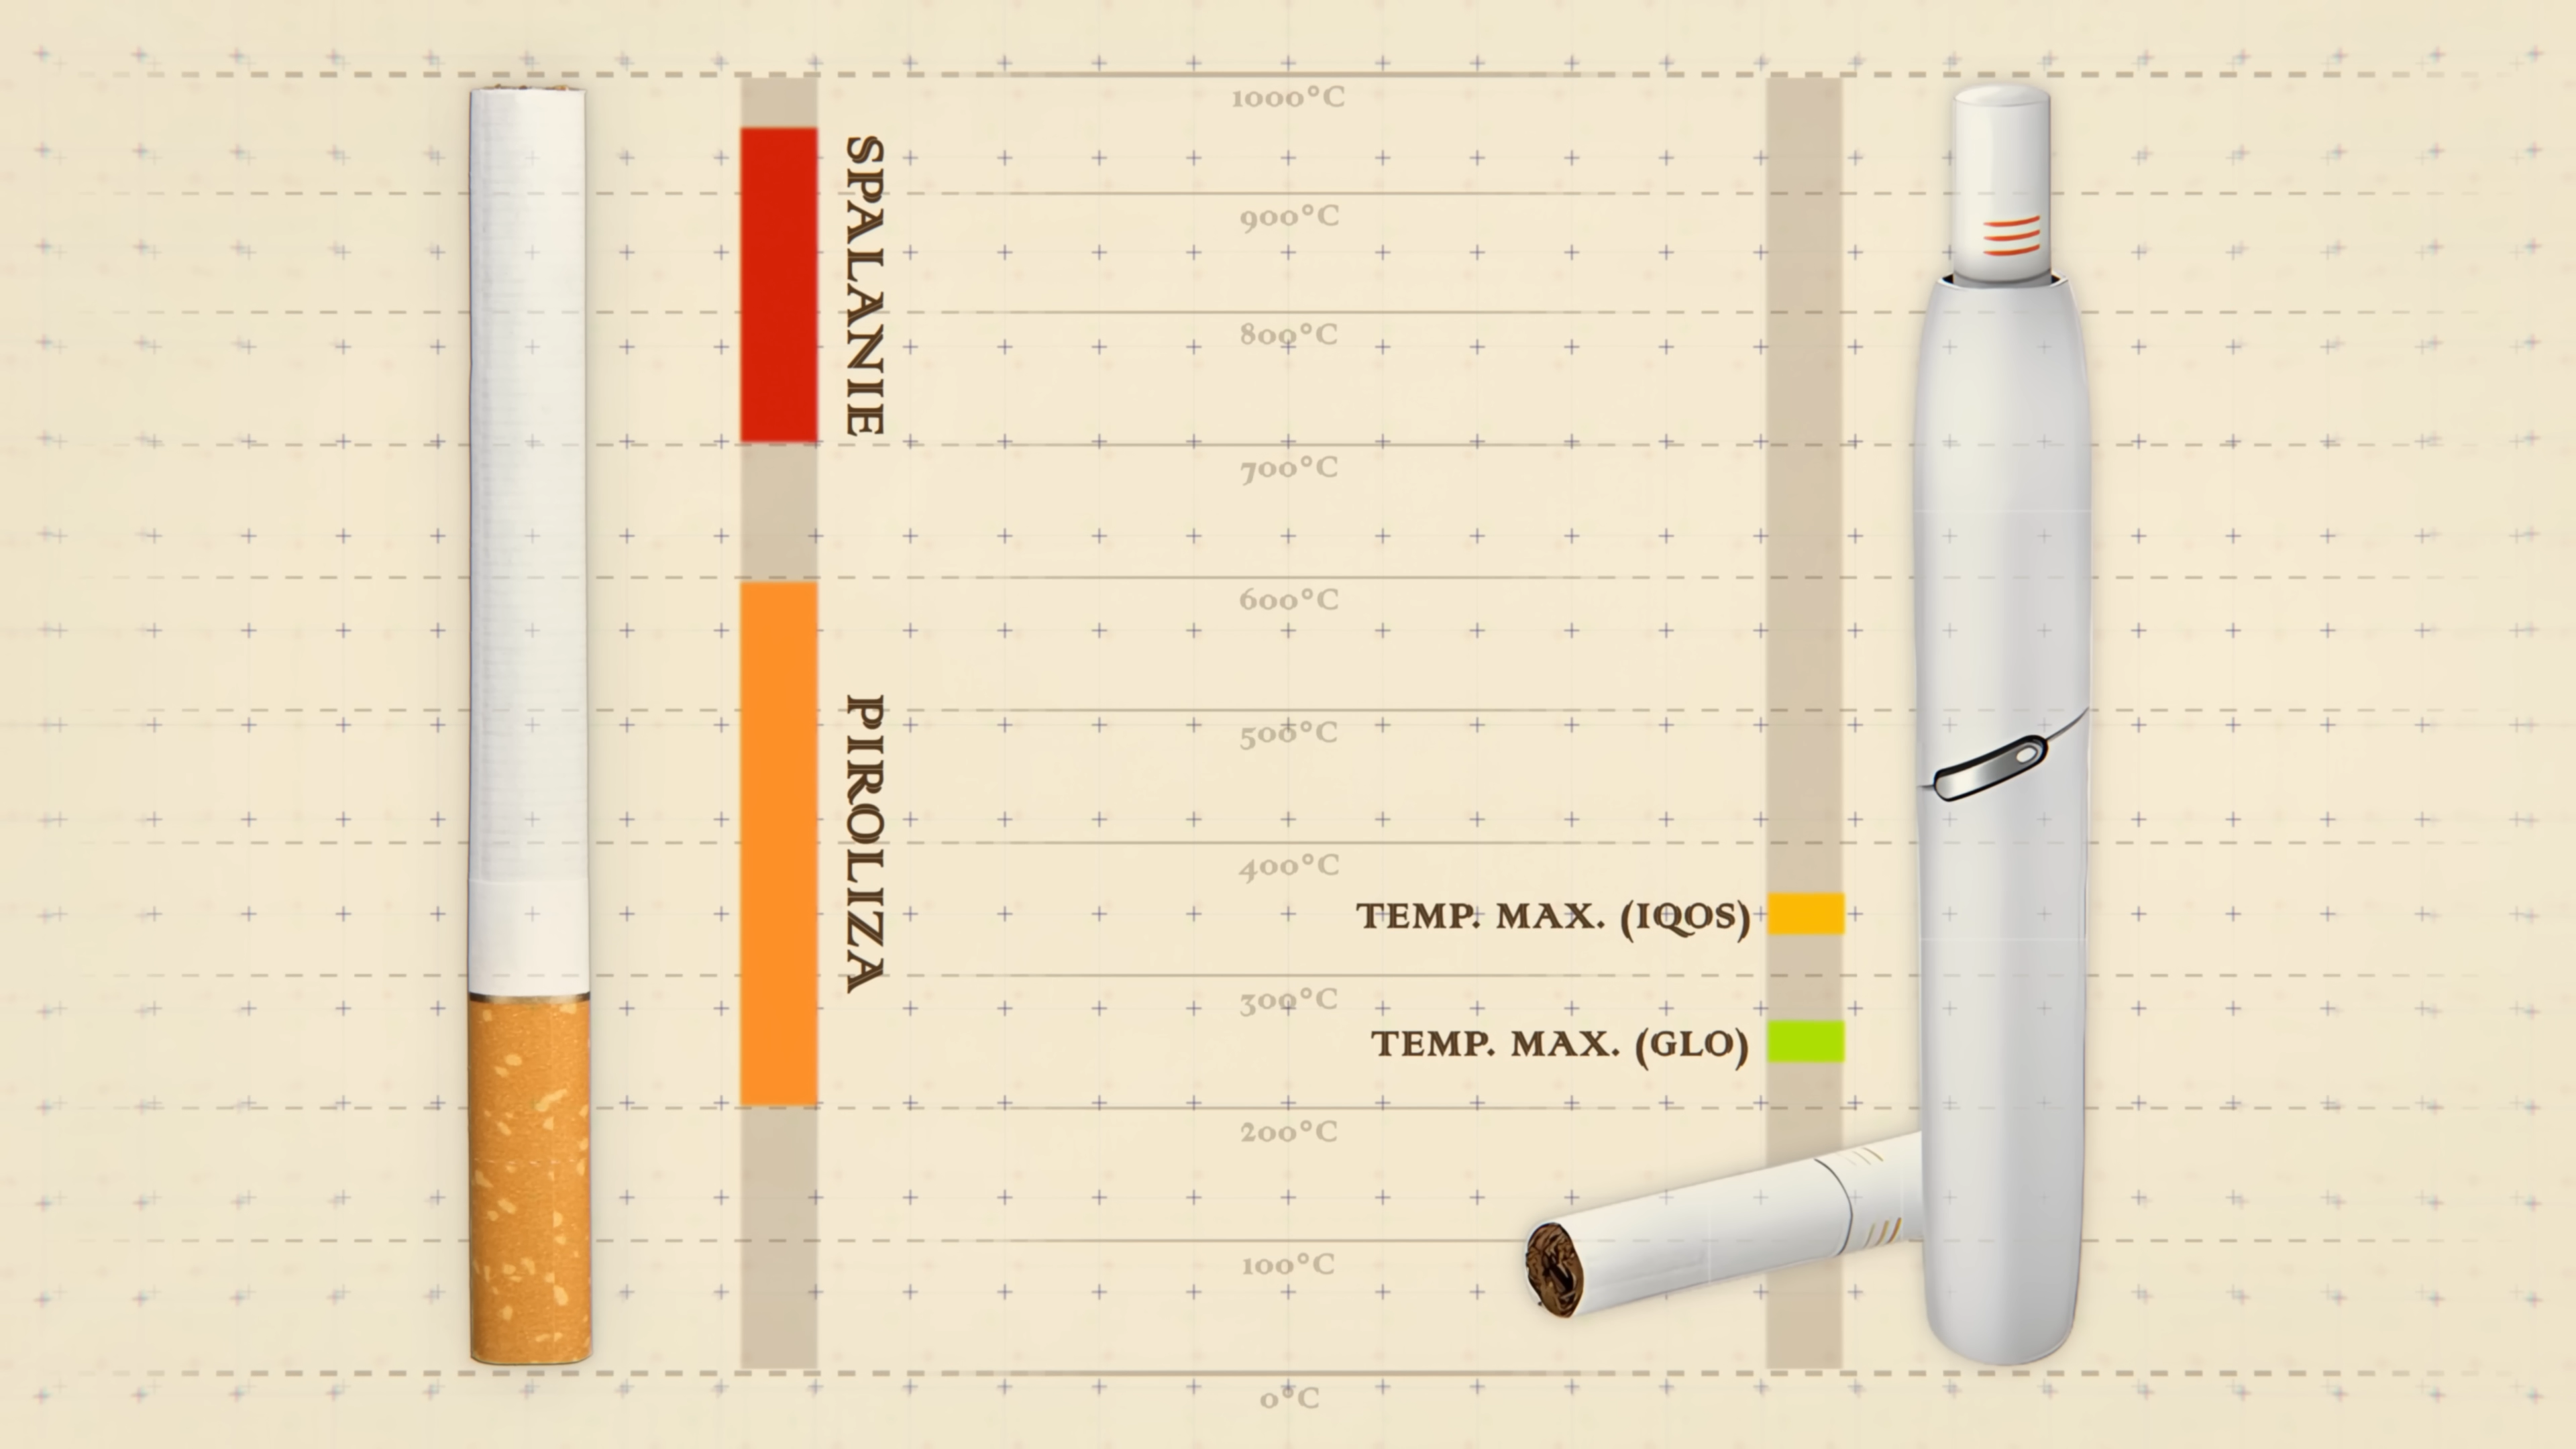 SPALANIE
PIROLIZA
1000°C
900°C
800°C
700°C
600°C
500°C
400°C
300°C
200°C
100°C
0°C
TEMP. MAX. (IQOS)
TEMP. MAX. (GLO)